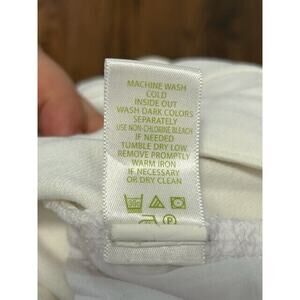 MACHINE WASH
COLD
INSIDE OUT
WASH DARK COLORS
SEPARATELY
USE NON-CHLORINE BLEACH
IF NEEDED
TUMBLE DRY LOW
REMOVE PROMPTLY
WARM IRON
IF NECESSARY
OR DRY CLEAN
P